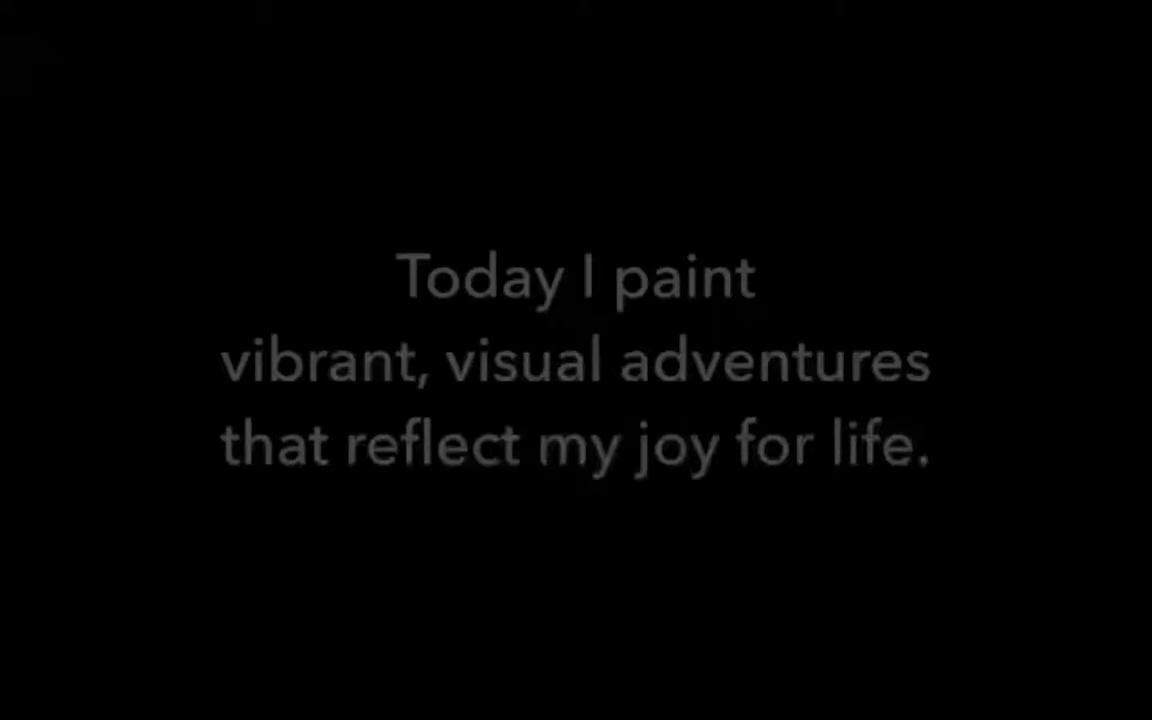 Today I paint
vibrant, visual adventures
that reflect my joy for life.